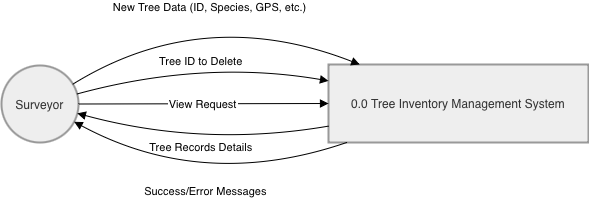 New Tree Data (ID, Species, GPS, etc.)
Tree ID to Delete
Surveyor
View Request
0.0 Tree Inventory Management System
Tree Records Details
Success/Error Messages